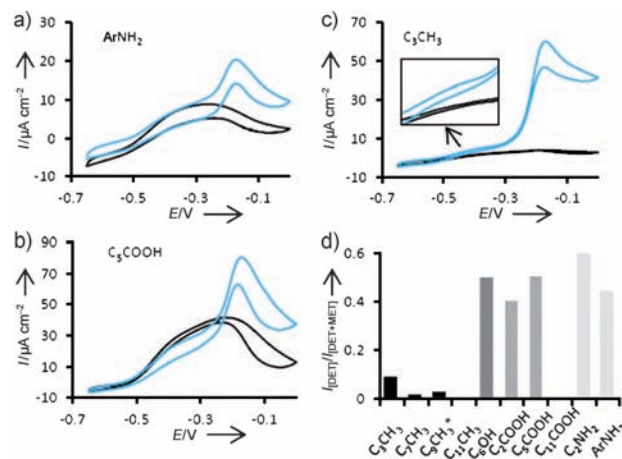 a)
ArNH₂
30
20
10
0
-10
I/µA cm⁻²
-0.7 -0.5 -0.3 -0.1
E/V
b)
C₅COOH
90
70
50
30
10
-10
I/µA cm⁻²
-0.7 -0.5 -0.3 -0.1
E/V
c)
C₃CH₃
70
50
30
10
-10
I/µA cm⁻²
-0.7 -0.5 -0.3 -0.1
E/V
d)
0.6
0.4
0.2
0
I[DET]/I[DET+MET]
C₃CH₃
C₇CH₃
C₉CH₃*
C₁₁CH₃
C₆OH
C₂COOH
C₅COOH
C₁₁COOH
C₂NH₂
ArNH₂